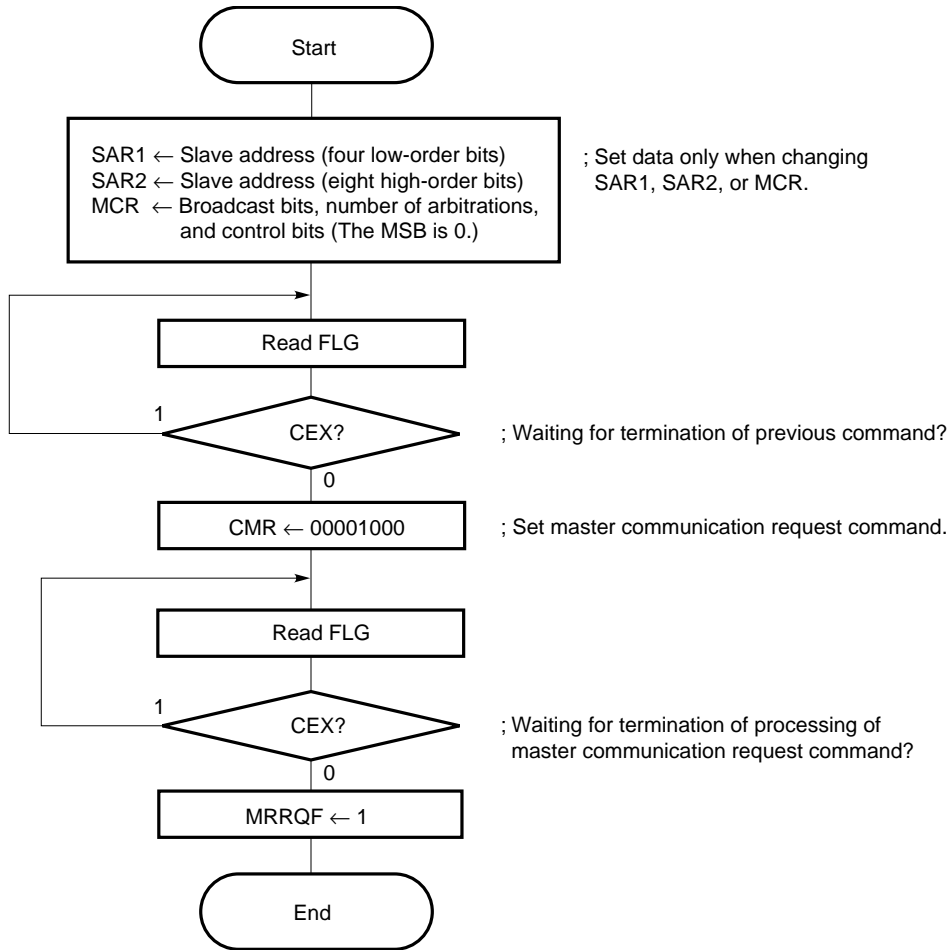 Start
SAR1 ← Slave address (four low-order bits)
SAR2 ← Slave address (eight high-order bits)
MCR ← Broadcast bits, number of arbitrations,
and control bits (The MSB is 0.)
; Set data only when changing
SAR1, SAR2, or MCR.
Read FLG
1
CEX?
; Waiting for termination of previous command?
0
CMR ← 00001000
; Set master communication request command.
Read FLG
1
CEX?
; Waiting for termination of processing of
master communication request command?
0
MRRQF ← 1
End